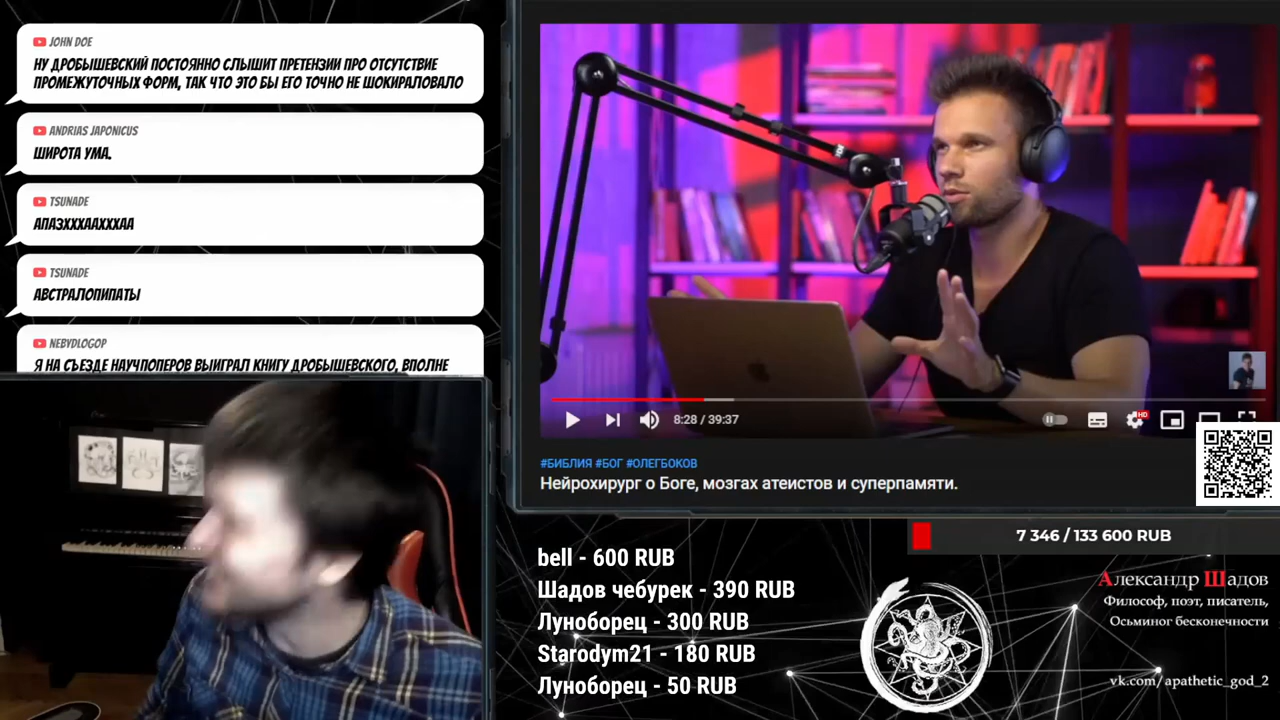 JOHN DOE
НУ ДРОБЫШЕВСКИЙ ПОСТОЯННО СЛЫШИТ ПРЕТЕНЗИИ ПРО ОТСУТСТВИЕ
ПРОМЕЖУТОЧНЫХ ФОРМ, ТАК ЧТО ЭТО БЫ ЕГО ТОЧНО НЕ ШОКИРАЛОВАЛО
ANDRIAS JAPONICUS
ШИРОТА УМА.
TSUNADE
АПАЗХХХААХХХАА
TSUNADE
АВСТРАЛОПИПАТЫ
NEBYDLOGOP
Я НА СЪЕЗДЕ НАУЧПОПЕРОВ ВЫИГРАЛ КНИГУ ДРОБЫШЕВСКОГО, ВПОЛНЕ
8:28 / 39:37
HD
#БИБЛИЯ #БОГ #ОЛЕГБОКОВ
Нейрохирург о Боге, мозгах атеистов и суперпамяти.
7 346 / 133 600 RUB
bell - 600 RUB
Шадов чебурек - 390 RUB
Луноборец - 300 RUB
Starodym21 - 180 RUB
Луноборец - 50 RUB
Александр Шадов
Философ, поэт, писатель,
Осьминог бесконечности
vk.com/apathetic_god_2